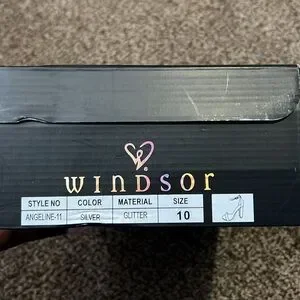 WINDSOR
STYLE NO COLOR MATERIAL SIZE
ANGELINE-11 SILVER GLITTER 10